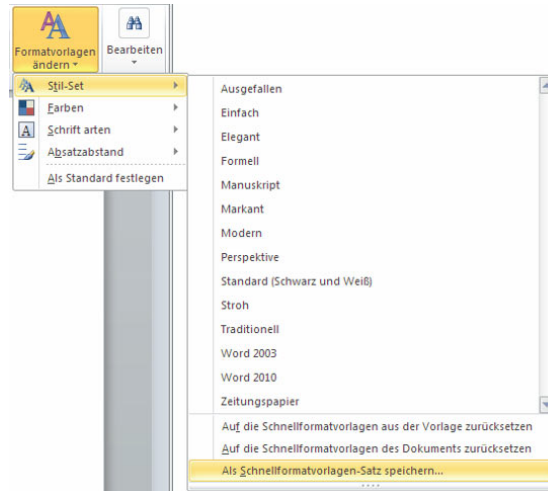 Formatvorlagen
ändern
Bearbeiten
Stil-Set
Farben
Schrift arten
Absatzabstand
Als Standard festlegen
Ausgefallen
Einfach
Elegant
Formell
Manuskript
Markant
Modern
Perspektive
Standard (Schwarz und Weiß)
Stroh
Traditionell
Word 2003
Word 2010
Zeitungspapier
Auf die Schnellformatvorlagen aus der Vorlage zurücksetzen
Auf die Schnellformatvorlagen des Dokuments zurücksetzen
Als Schnellformatvorlagen-Satz speichern...